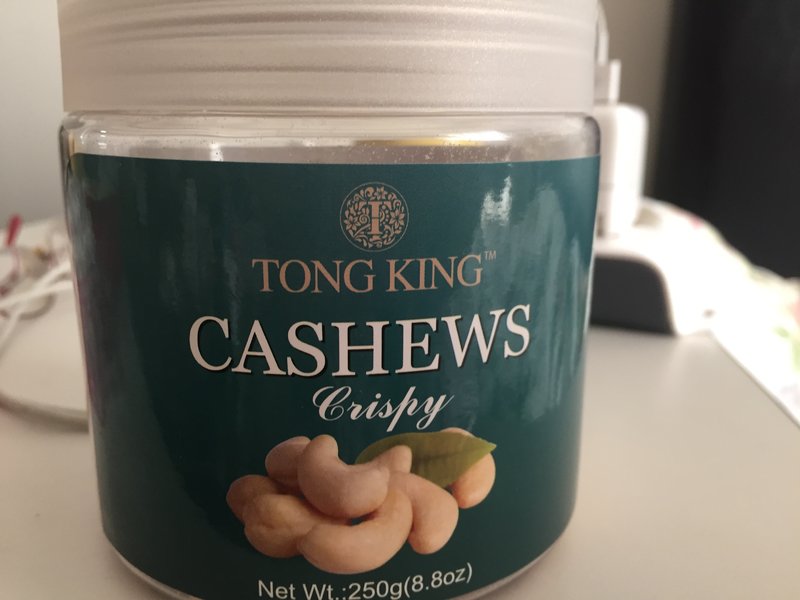 T
TONG KING™
CASHEWS
Crispy
Net Wt.:250g(8.8oz)